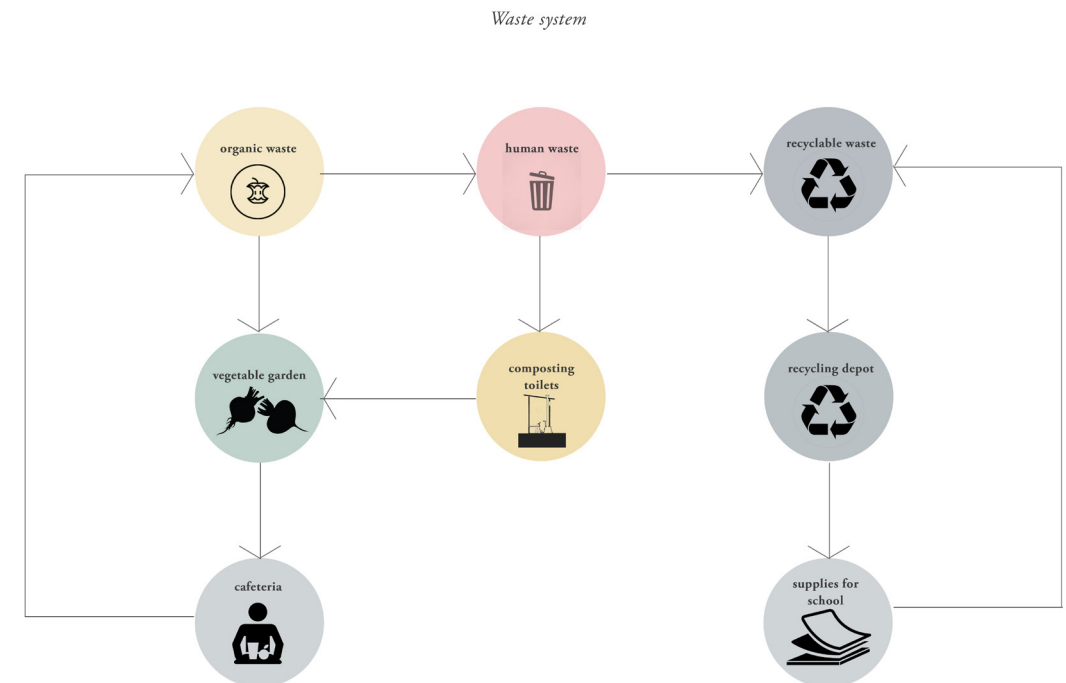 Waste system
organic waste
human waste
recyclable waste
vegetable garden
composting
toilets
recycling depot
cafeteria
supplies for
school